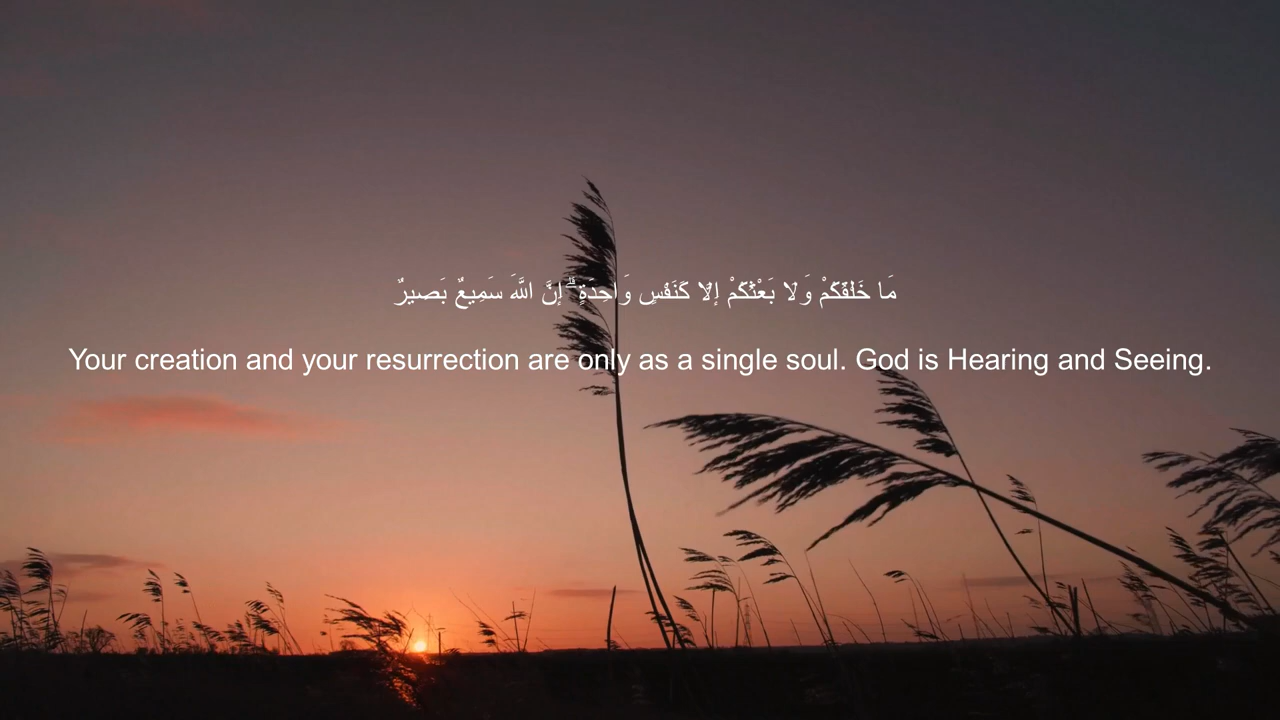 مَا خَلْقُكُمْ وَلَا بَعْثُكُمْ إِلَّا كَنَفْسٍ وَاحِدَةٍ ۗ إِنَّ اللَّهَ سَمِيعٌ بَصِيرٌ
Your creation and your resurrection are only as a single soul. God is Hearing and Seeing.